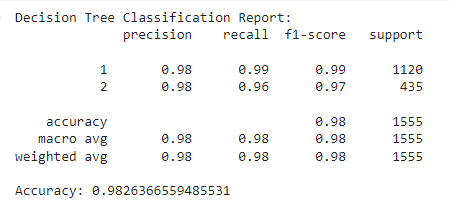 Decision Tree Classification Report:
precision recall f1-score support
1 0.98 0.99 0.99 1120
2 0.98 0.96 0.97 435
accuracy 0.98 1555
macro avg 0.98 0.98 0.98 1555
weighted avg 0.98 0.98 0.98 1555
Accuracy: 0.9826366559485531